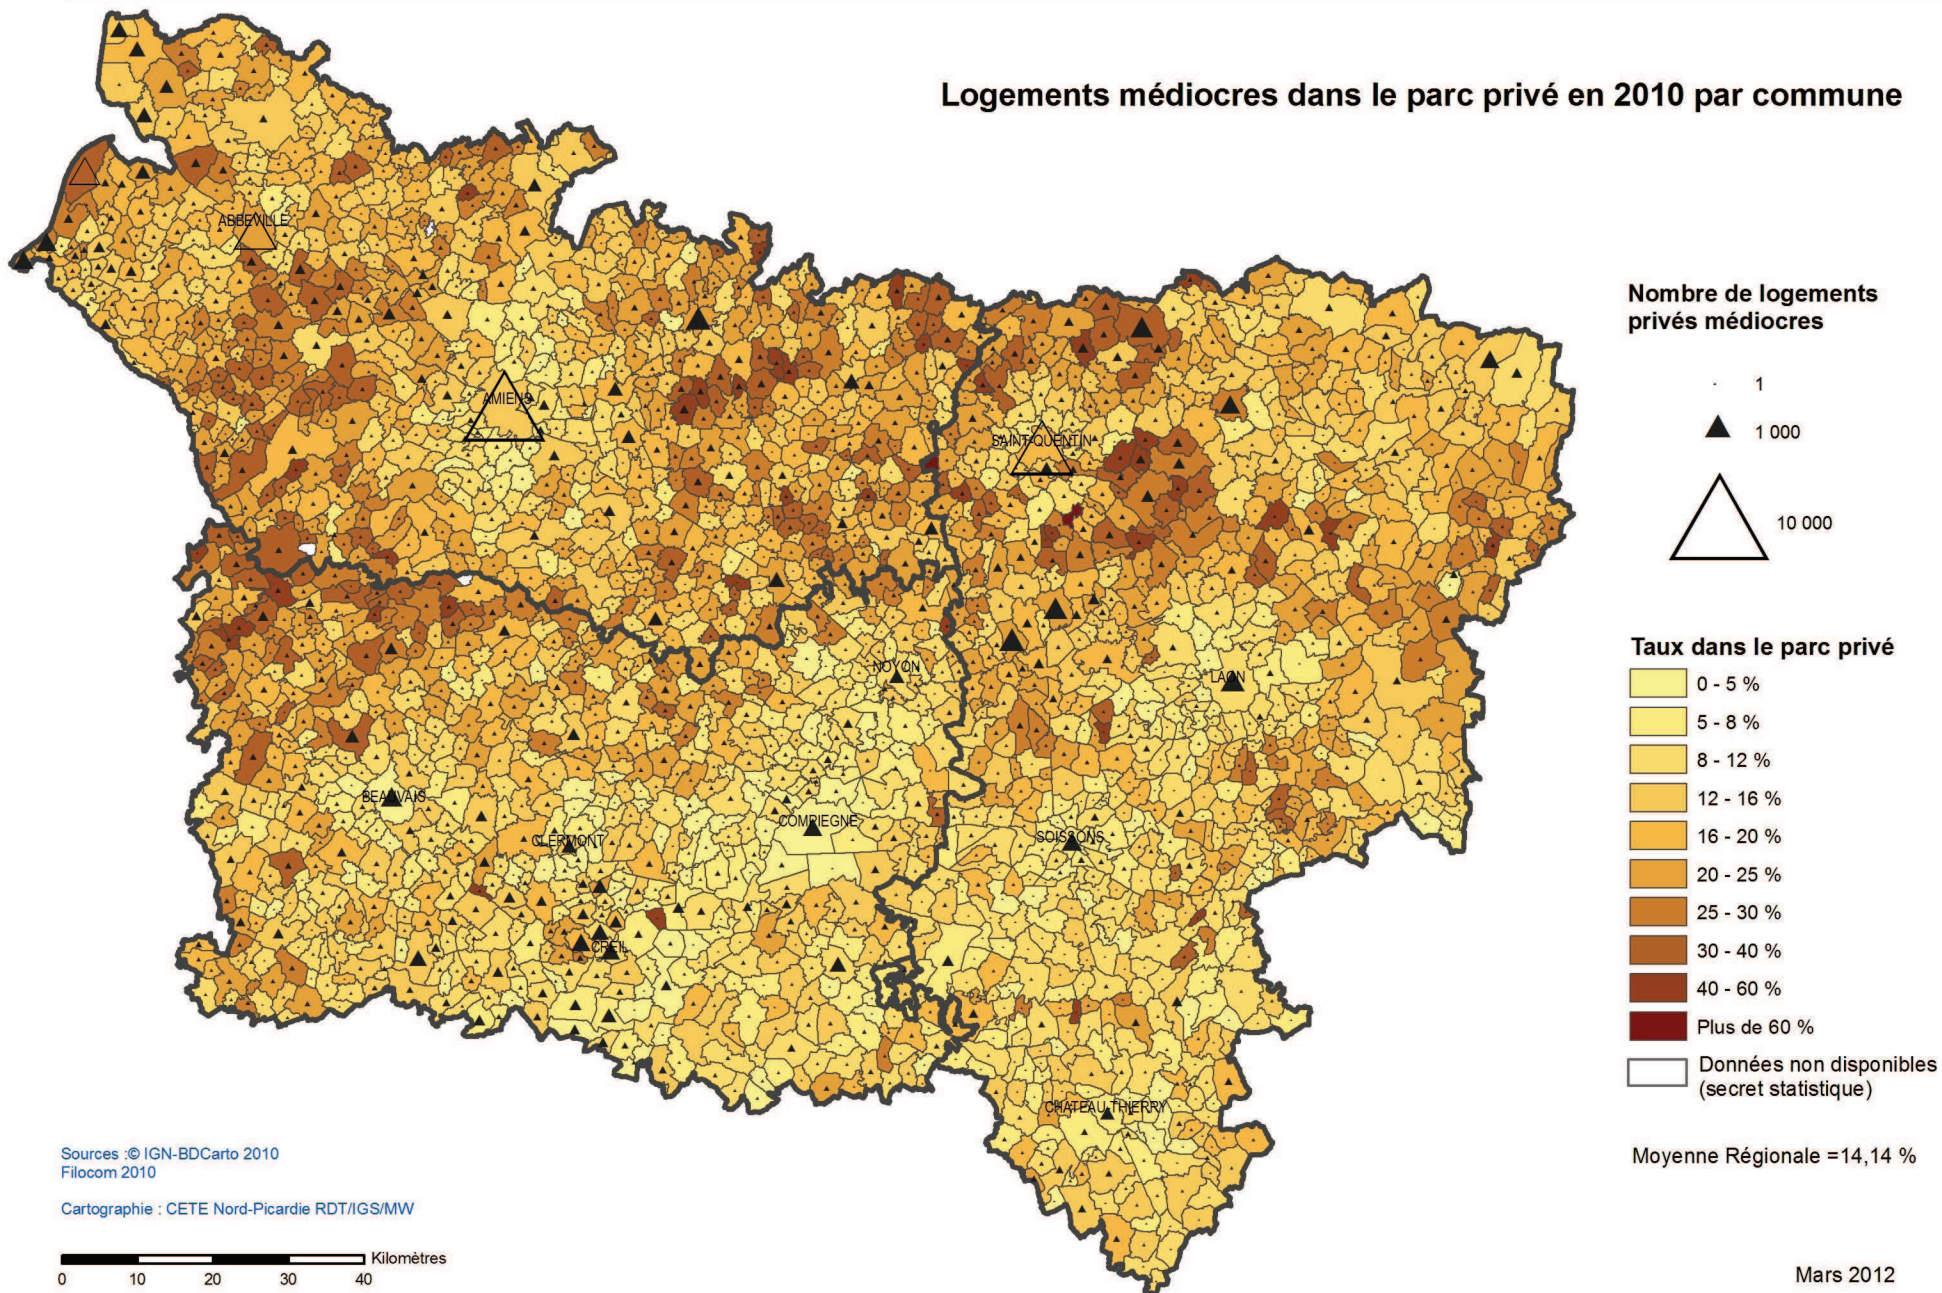 Logements médiocres dans le parc privé en 2010 par commune
ABBEVILLE
AMIENS
SAINT-QUENTIN
NOYON
LAON
BEAUVAIS
CLERMONT
COMPIEGNE
SOISSONS
CREIL
CHATEAU-THIERRY
Nombre de logements
privés médiocres
1
1 000
10 000
Taux dans le parc privé
0 - 5 %
5 - 8 %
8 - 12 %
12 - 16 %
16 - 20 %
20 - 25 %
25 - 30 %
30 - 40 %
40 - 60 %
Plus de 60 %
Données non disponibles
(secret statistique)
Moyenne Régionale =14,14 %
Sources :© IGN-BDCarto 2010
Filocom 2010
Cartographie : CETE Nord-Picardie RDT/IGS/MW
Kilomètres
0 10 20 30 40
Mars 2012